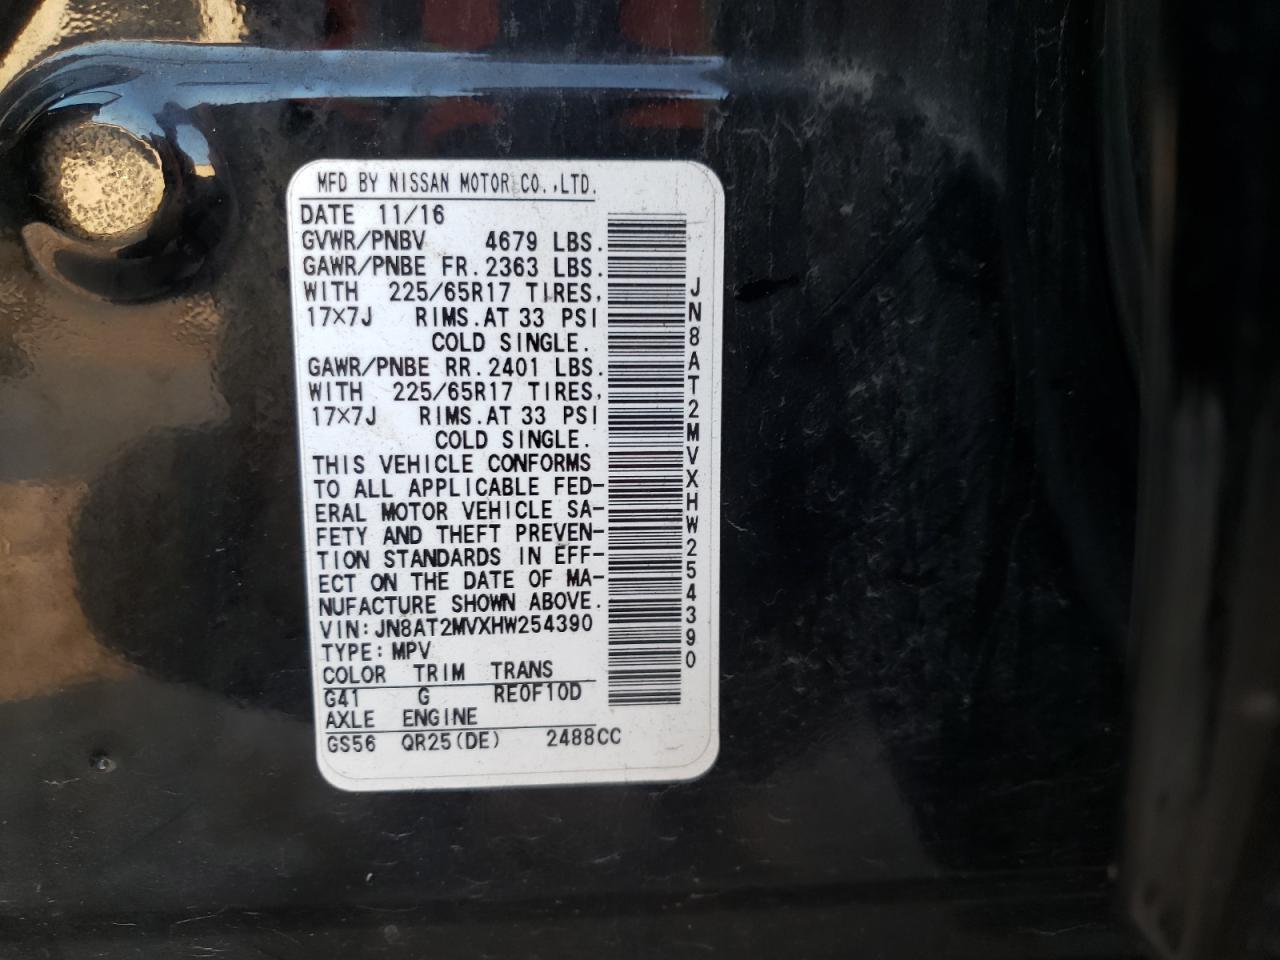 MFD BY NISSAN MOTOR CO.,LTD.
DATE 11/16
GVWR/PNBV 4679 LBS.
GAWR/PNBE FR.2363 LBS.
WITH 225/65R17 TIRES,
17×7J RIMS.AT 33 PSI
COLD SINGLE.
GAWR/PNBE RR.2401 LBS.
WITH 225/65R17 TIRES,
17×7J RIMS.AT 33 PSI
COLD SINGLE.
THIS VEHICLE CONFORMS
TO ALL APPLICABLE FED-
ERAL MOTOR VEHICLE SA-
FETY AND THEFT PREVEN-
TION STANDARDS IN EFF-
ECT ON THE DATE OF MA-
NUFACTURE SHOWN ABOVE.
VIN:JN8AT2MVXHW254390
TYPE:MPV
COLOR TRIM TRANS
G41 G RE0F10D
AXLE ENGINE
GS56 QR25(DE) 2488CC
JN8AT2MVXHW254390